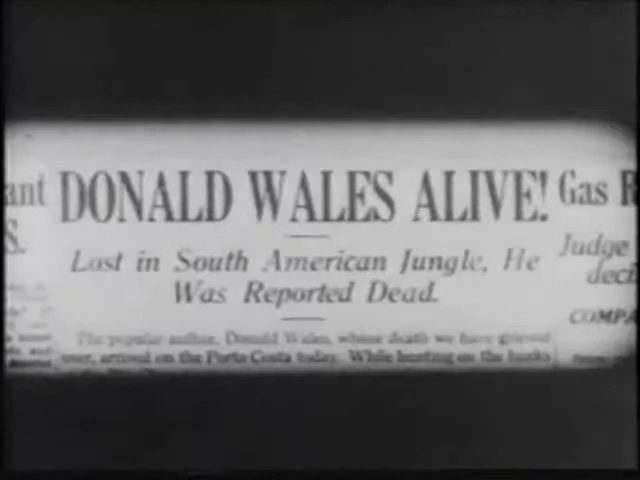 ant
S.
DONALD WALES ALIVE!
Lost in South American Jungle, He
Was Reported Dead.
The popular author, Donald Wales, whose death we have grieved
over, arrived on the Porto Costa today. While hunting on the banks
Gas
Judge
deci
COMPA